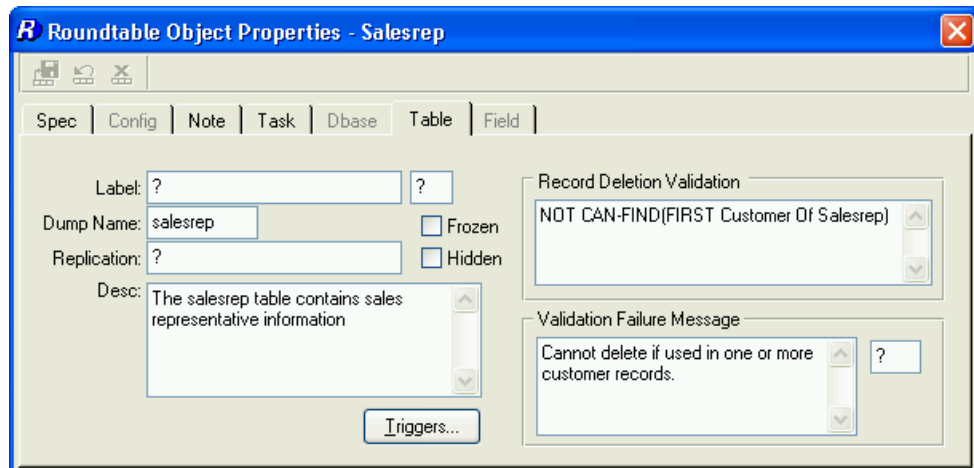 R Roundtable Object Properties - Salesrep
Spec Config Note Task Dbase Table Field
Label: ? ?
Dump Name: salesrep Frozen
Replication: ? Hidden
Desc: The salesrep table contains sales
representative information
Triggers...
Record Deletion Validation
NOT CAN-FIND(FIRST Customer Of Salesrep)
Validation Failure Message
Cannot delete if used in one or more ?
customer records.